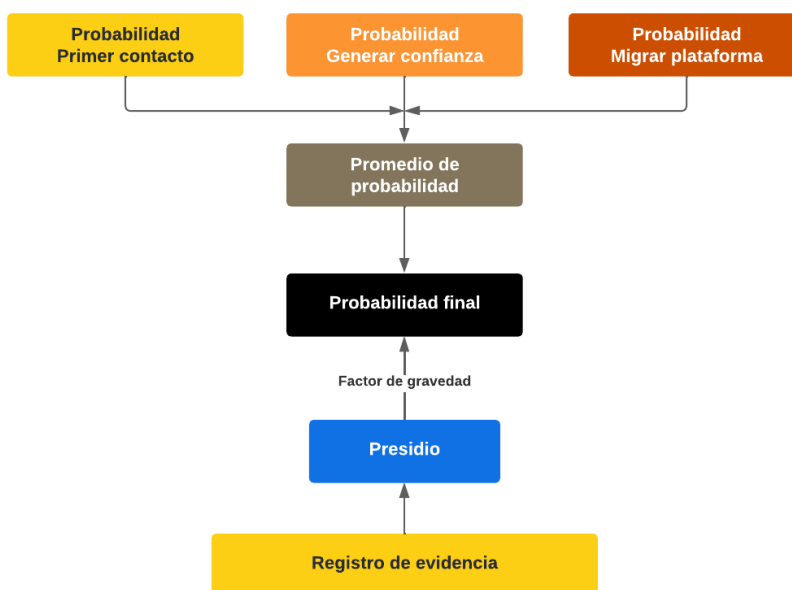 Probabilidad
Primer contacto
Probabilidad
Generar confianza
Probabilidad
Migrar plataforma
Promedio de
probabilidad
Probabilidad final
Factor de gravedad
Presidio
Registro de evidencia